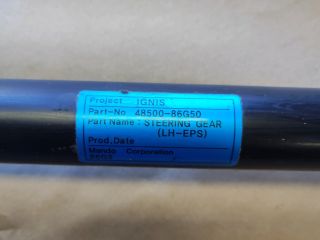 Project IGNIS
Part-No 48500-86G50
Part Name : STEERING GEAR
(LH-EPS)
Prod.Date
Mando Corporation